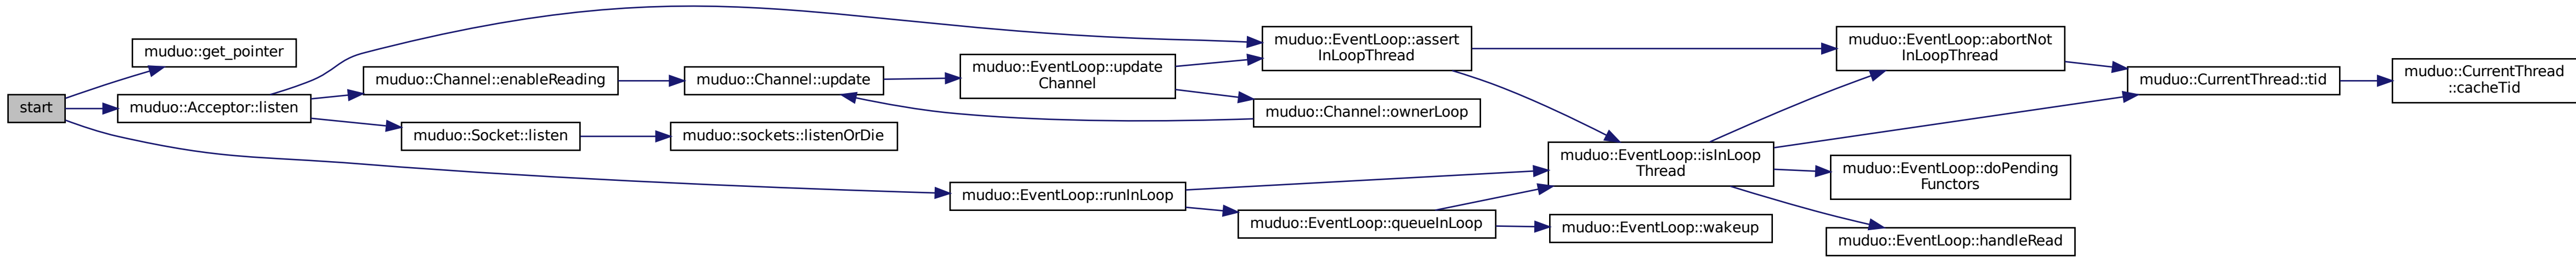 start
muduo::get_pointer
muduo::Acceptor::listen
muduo::Channel::enableReading
muduo::Socket::listen
muduo::Channel::update
muduo::sockets::listenOrDie
muduo::EventLoop::update
Channel
muduo::EventLoop::runInLoop
muduo::EventLoop::assert
InLoopThread
muduo::Channel::ownerLoop
muduo::EventLoop::queueInLoop
muduo::EventLoop::isInLoop
Thread
muduo::EventLoop::wakeup
muduo::EventLoop::abortNot
InLoopThread
muduo::EventLoop::doPending
Functors
muduo::EventLoop::handleRead
muduo::CurrentThread::tid
muduo::CurrentThread
::cacheTid